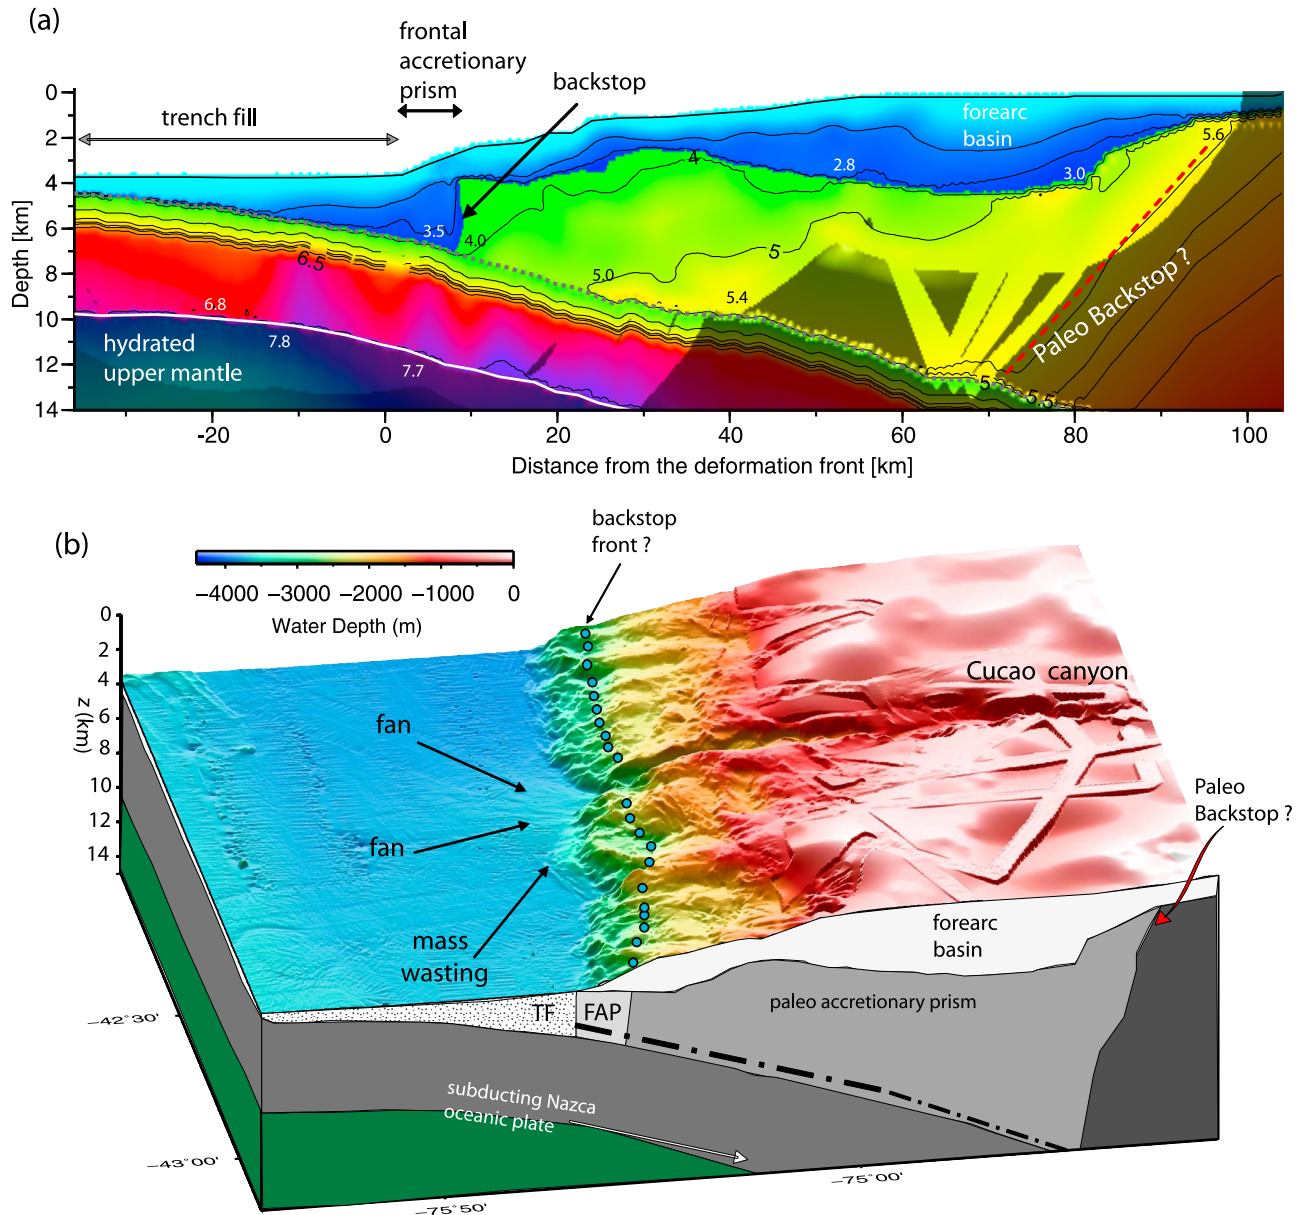 (a)
frontal
accretionary
prism
backstop
trench fill
forearc
basin
0
2
4
6
8
10
12
14
Depth [km]
5.6
4
2.8
3.0
3.5
4.0
5
6.5
5.0
5.4
6.8
7.8
7.7
hydrated
upper mantle
5
5.5
Paleo Backstop ?
-20
0
20
40
60
80
100
Distance from the deformation front [km]
(b)
backstop
front ?
−4000
−3000
−2000
−1000
0
Water Depth (m)
0
2
4
6
8
10
12
14
z (km)
Cucao canyon
fan
fan
mass
wasting
Paleo
Backstop ?
forearc
basin
TF
FAP
paleo accretionary prism
subducting Nazca
oceanic plate
−42°30'
−43°00'
−75°50'
−75°00'